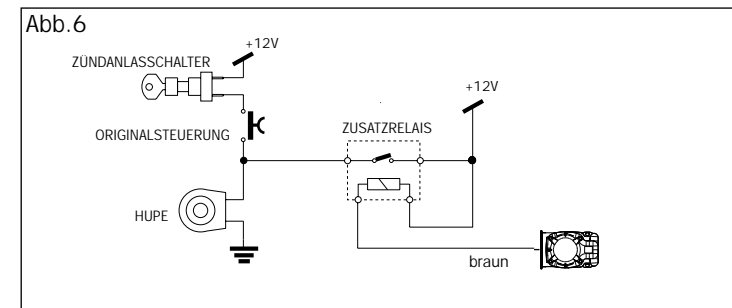 Abb.6
+12V
ZÜNDANLASSCHALTER
+12V
ORIGINALSTEUERUNG
ZUSATZRELAIS
HUPE
braun